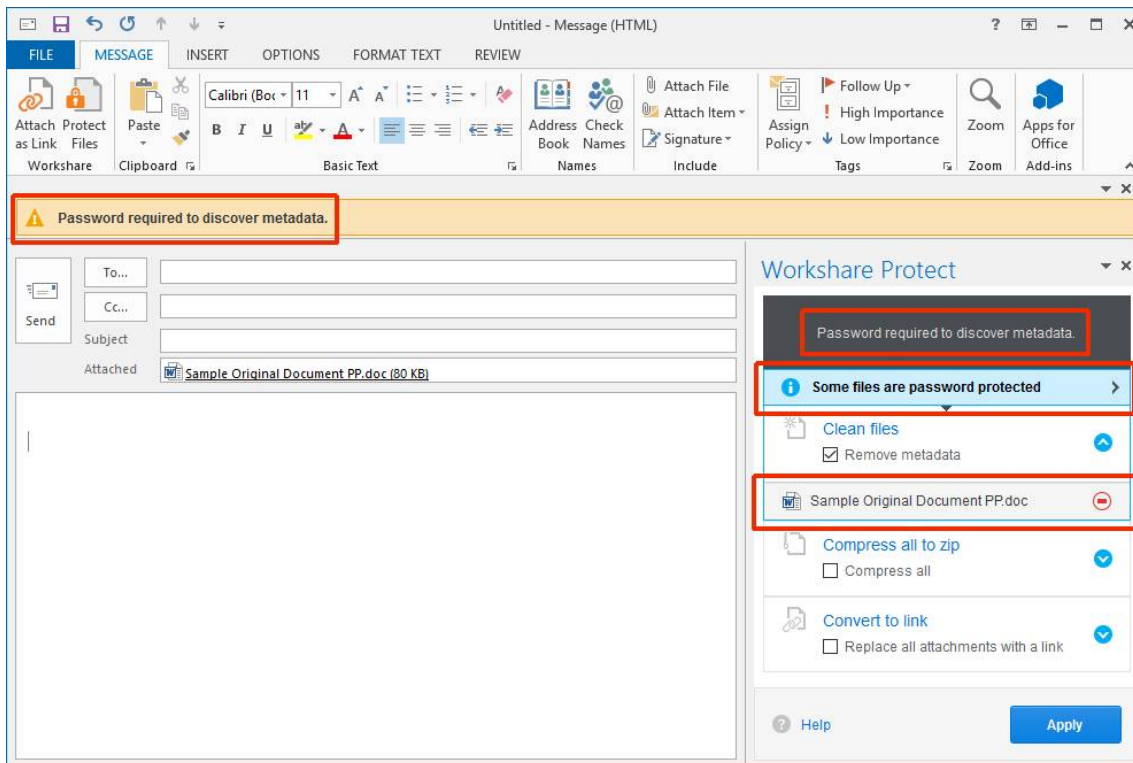 Untitled - Message (HTML)
?
FILE MESSAGE INSERT OPTIONS FORMAT TEXT REVIEW
Attach as Link
Protect Files
Workshare
Paste
Clipboard
Calibri (Boc 11 A A
B I U aby A
Basic Text
Address Book
Check Names
Names
Attach File
Attach Item
Signature
Include
Assign Policy
Follow Up
! High Importance
Low Importance
Tags
Zoom
Zoom
Apps for Office
Add-ins
Password required to discover metadata.
Send
To...
Cc...
Subject
Attached
Sample Original Document PP.doc (80 KB)
Workshare Protect
Password required to discover metadata.
Some files are password protected
Clean files
Remove metadata
Sample Original Document PP.doc
Compress all to zip
Compress all
Convert to link
Replace all attachments with a link
? Help
Apply